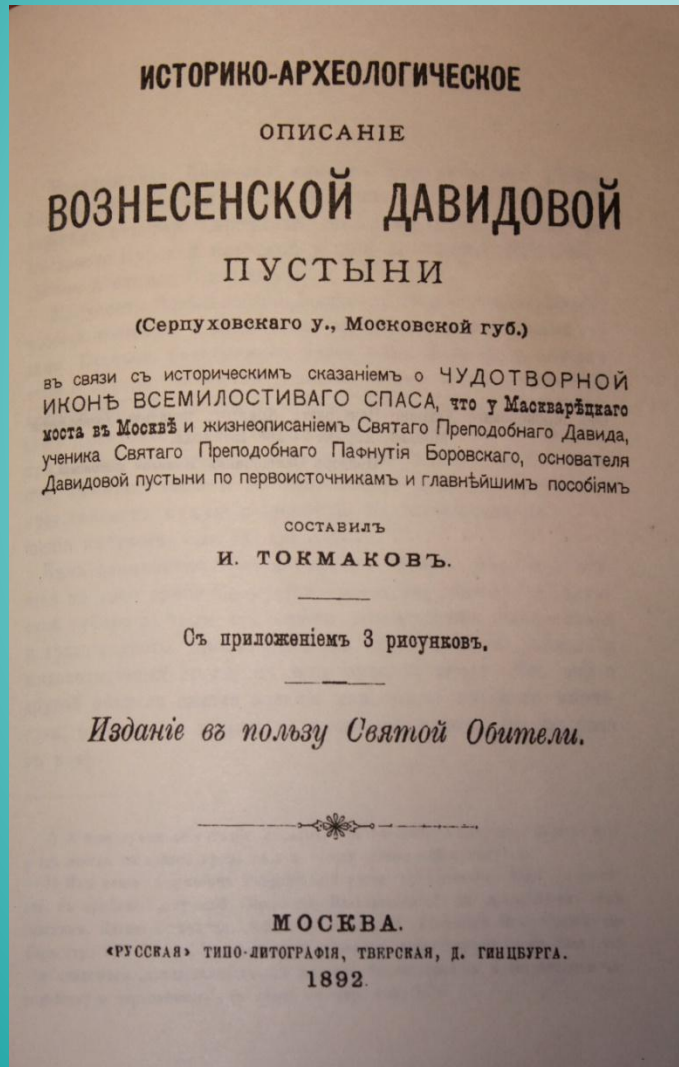 ИСТОРИКО-АРХЕОЛОГИЧЕСКОЕ
ОПИСАНІЕ
ВОЗНЕСЕНСКОЙ ДАВИДОВОЙ
ПУСТЫНИ
(Серпуховскаго у., Московской губ.)
въ связи съ историческимъ сказаніемъ о ЧУДОТВОРНОЙ
ИКОНѢ ВСЕМИЛОСТИВАГО СПАСА, что у Маскварѣцкаго
моста въ Москвѣ и жизнеописаніемъ Святаго Преподобнаго Давида,
ученика Святаго Преподобнаго Пафнутія Боровскаго, основателя
Давидовой пустыни по первоисточникамъ и главнѣйшимъ пособіямъ
СОСТАВИЛЪ
И. ТОКМАКОВЪ.
Съ приложеніемъ 3 рисунковъ.
Изданіе въ пользу Святой Обители.
МОСКВА.
«РУССКАЯ» ТИПО-ЛИТОГРАФІЯ, ТВЕРСКАЯ, Д. ГИНЦБУРГА.
1892.